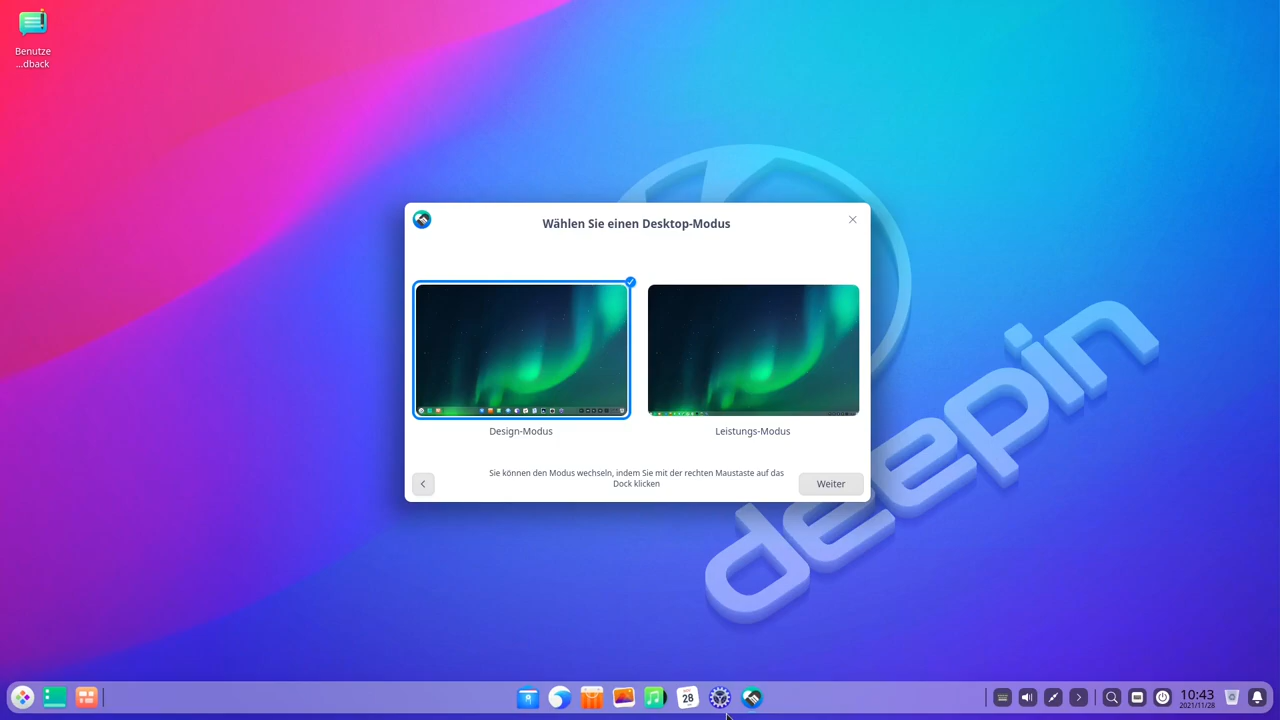 Benutze
...dback
Wählen Sie einen Desktop-Modus
Design-Modus
Leistungs-Modus
Sie können den Modus wechseln, indem Sie mit der rechten Maustaste auf das
Dock klicken
Weiter
deepin
28
10:43
2021/11/28